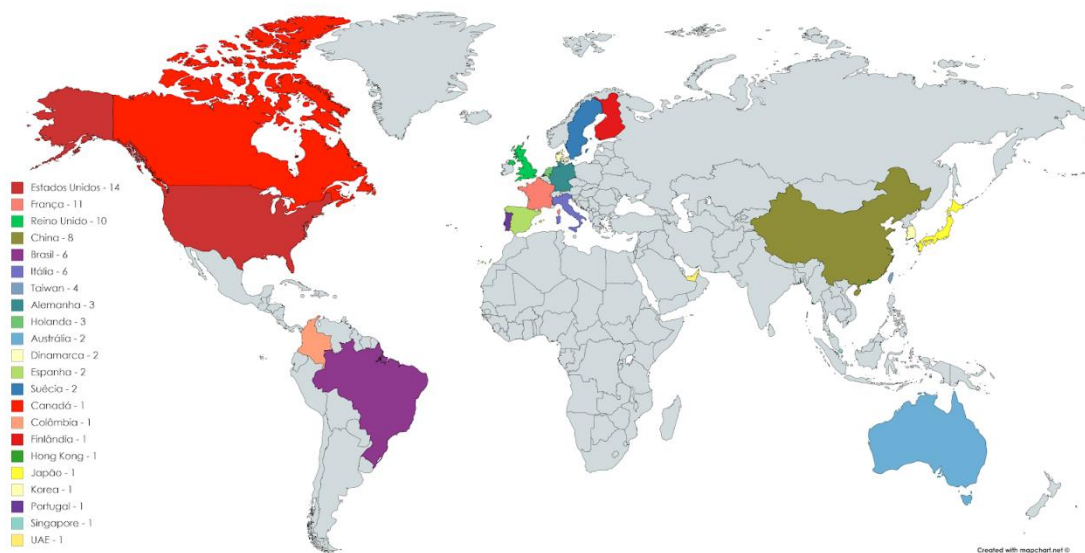 Estados Unidos - 14
França - 11
Reino Unido - 10
China - 8
Brasil - 6
Itália - 6
Taiwan - 4
Alemanha - 3
Holanda - 3
Austrália - 2
Dinamarca - 2
Espanha - 2
Suécia - 2
Canadá - 1
Colômbia - 1
Finlândia - 1
Hong Kong - 1
Japão - 1
Korea - 1
Portugal - 1
Singapore - 1
UAE - 1
Created with mapchart.net ©